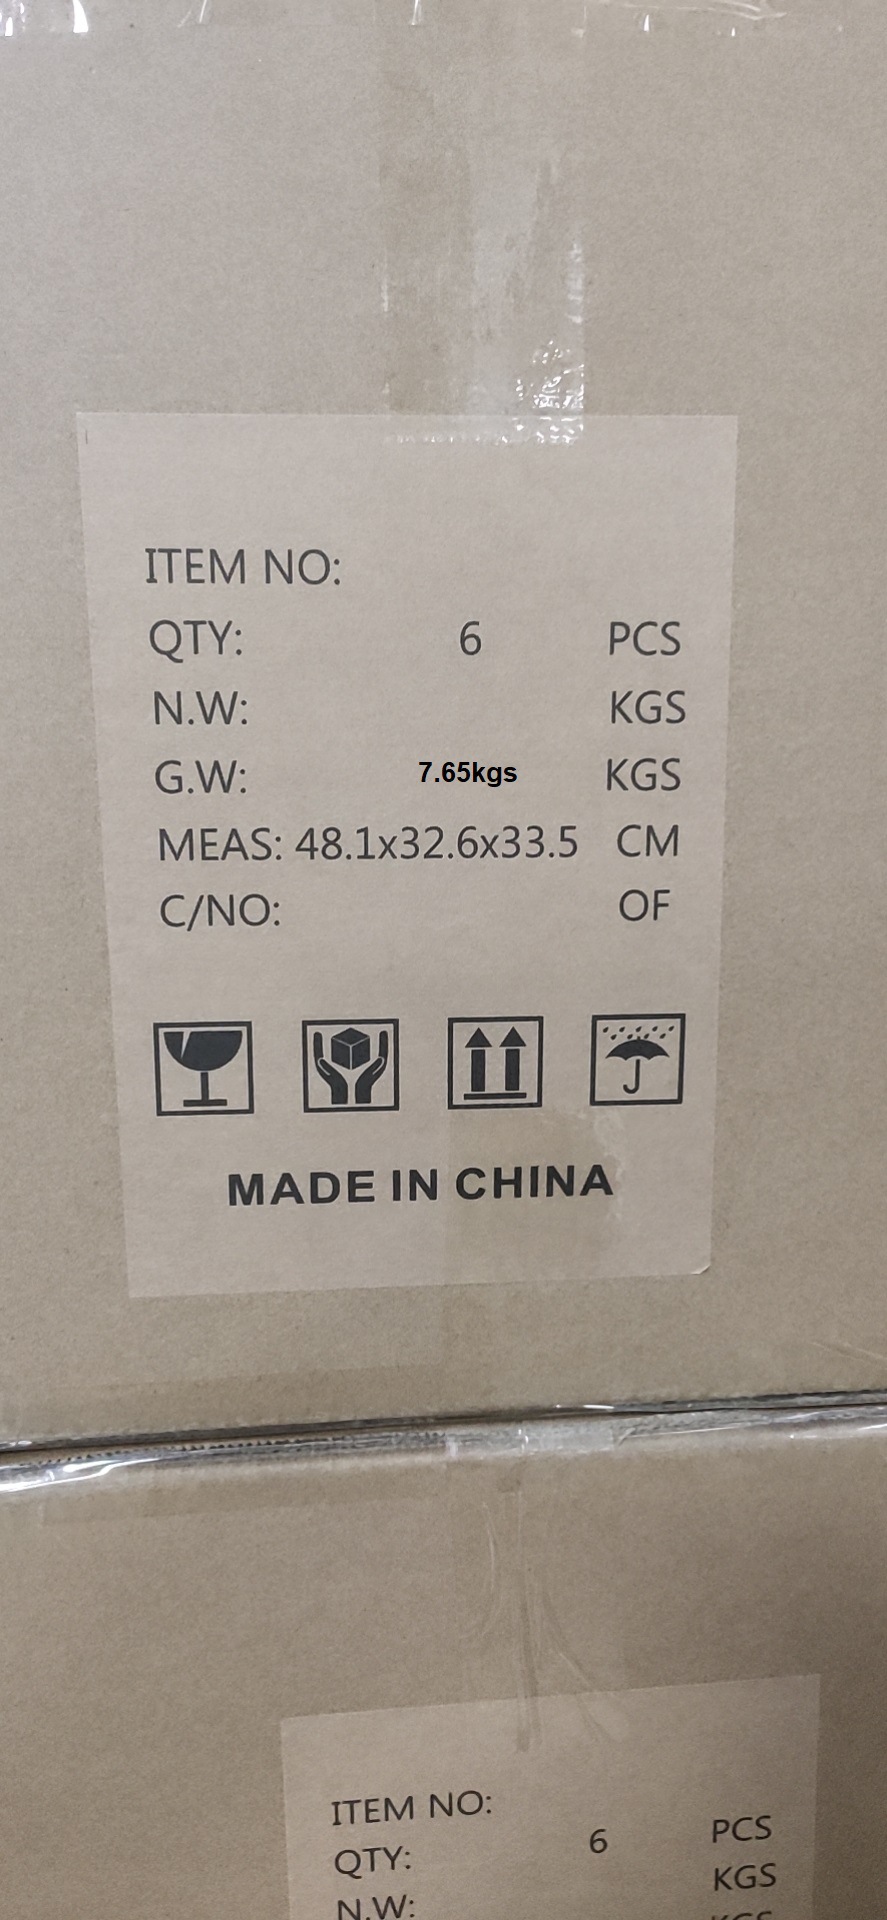 ITEM NO:
QTY: 6 PCS
N.W: KGS
G.W: 7.65kgs KGS
MEAS: 48.1x32.6x33.5 CM
C/NO: OF
MADE IN CHINA
ITEM NO:
QTY: 6 PCS
N.W: KGS
KGS